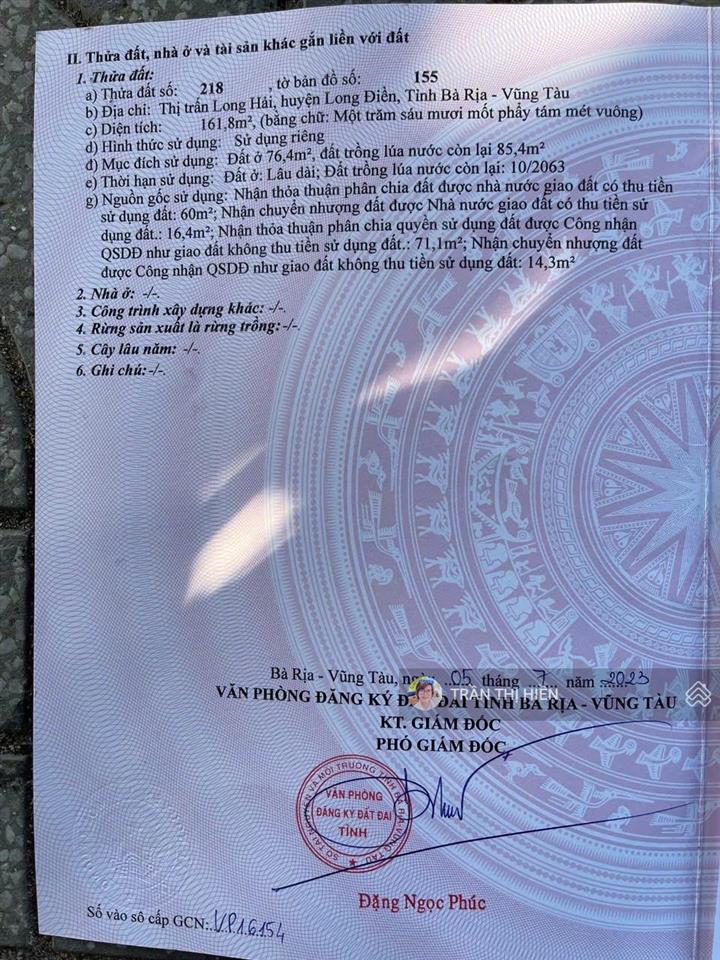 II. Thửa đất, nhà ở và tài sản khác gắn liền với đất
1. Thửa đất:
a) Thửa đất số: 218 , tờ bản đồ số: 155
b) Địa chỉ: Thị trấn Long Hải, huyện Long Điền, Tỉnh Bà Rịa - Vũng Tàu
c) Diện tích: 161,8m², (bằng chữ: Một trăm sáu mươi mốt phẩy tám mét vuông)
d) Hình thức sử dụng: Sử dụng riêng
đ) Mục đích sử dụng: Đất ở 76,4m², đất trồng lúa nước còn lại 85,4m²
e) Thời hạn sử dụng: Đất ở: Lâu dài; Đất trồng lúa nước còn lại: 10/2063
g) Nguồn gốc sử dụng: Nhận thỏa thuận phân chia đất được nhà nước giao đất có thu tiền
sử dụng đất: 60m²; Nhận chuyển nhượng đất được Nhà nước giao đất có thu tiền sử
dụng đất.: 16,4m²; Nhận thỏa thuận phân chia quyền sử dụng đất được Công nhận
QSDĐ như giao đất không thu tiền sử dụng đất.: 71,1m²; Nhận chuyển nhượng đất
được Công nhận QSDĐ như giao đất không thu tiền sử dụng đất: 14,3m²
2. Nhà ở: -/-.
3. Công trình xây dựng khác: -/-.
4. Rừng sản xuất là rừng trồng: -/-.
5. Cây lâu năm: -/-.
6. Ghi chú: -/-.
Bà Rịa - Vũng Tàu, ngày 05 tháng 7 năm 2023
TRẦN THỊ HIỀN
VĂN PHÒNG ĐĂNG KÝ ĐẤT ĐAI TỈNH BÀ RỊA - VŨNG TÀU
KT. GIÁM ĐỐC
PHÓ GIÁM ĐỐC
SỞ TÀI NGUYÊN VÀ MÔI TRƯỜNG TỈNH BÀ RỊA-VŨNG TÀU
VĂN PHÒNG
ĐĂNG KÝ ĐẤT ĐAI
TỈNH
Đặng Ngọc Phúc
Số vào sổ cấp GCN: VP16154